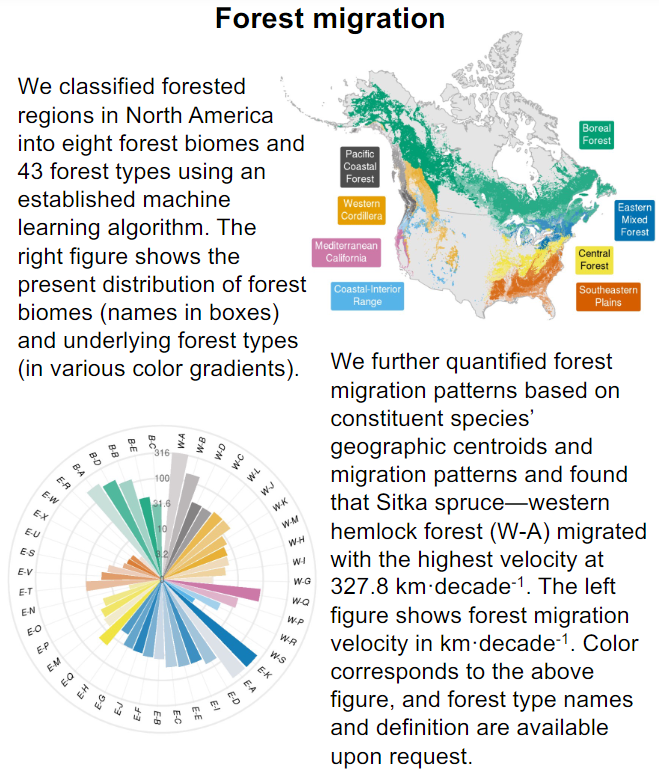 Forest migration
We classified forested
regions in North America
into eight forest biomes and
43 forest types using an
established machine
learning algorithm. The
right figure shows the
present distribution of forest
biomes (names in boxes)
and underlying forest types
(in various color gradients).
Boreal
Forest
Pacific
Coastal
Forest
Western
Cordillera
Eastern
Mixed
Forest
Mediterranean
California
Central
Forest
Coastal-Interior
Range
Southeastern
Plains
We further quantified forest
migration patterns based on
constituent species’
geographic centroids and
migration patterns and found
that Sitka spruce—western
hemlock forest (W-A) migrated
with the highest velocity at
327.8 km·decade-1. The left
figure shows forest migration
velocity in km·decade-1. Color
corresponds to the above
figure, and forest type names
and definition are available
upon request.
316
100
31.6
10
3.2
W-A
W-B
W-D
W-C
W-L
W-J
W-K
W-M
W-H
W-I
W-G
W-Q
W-P
W-R
W-S
E-K
E-A
E-D
E-I
E-E
E-C
E-B
E-F
E-J
E-G
E-H
E-Q
E-M
E-P
E-O
E-N
E-T
E-V
E-S
E-U
E-X
E-W
E-R
B-A
B-D
B-B
B-E
B-C